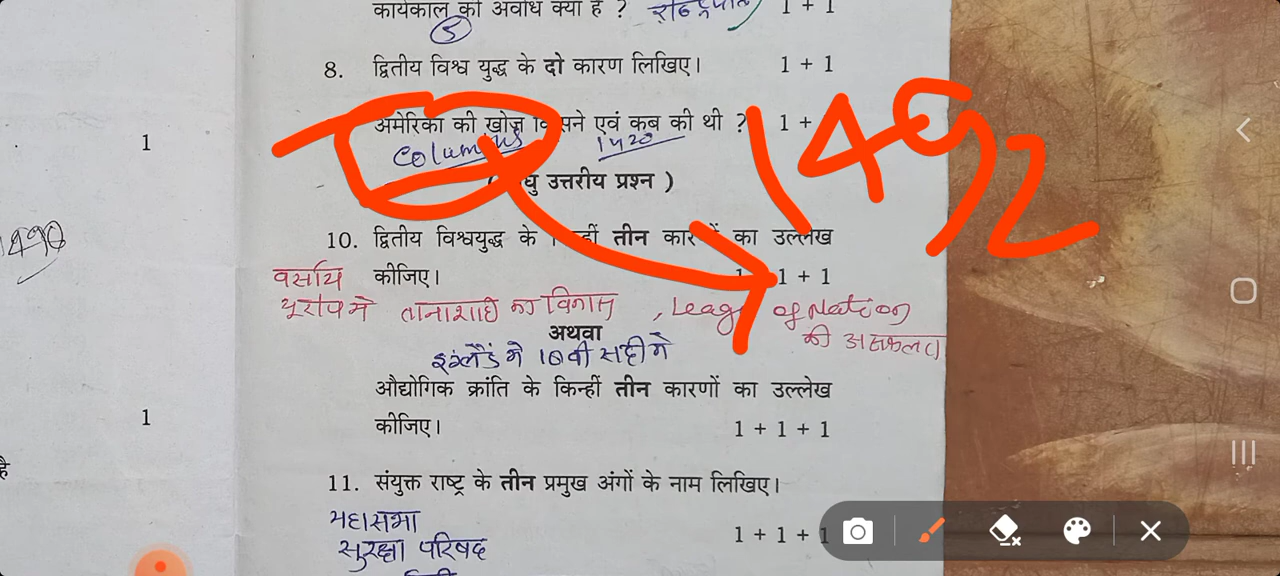 कार्यकाल की अवधि क्या है ? 1 + 1
5
8. द्वितीय विश्व युद्ध के दो कारण लिखिए। 1 + 1
अमेरिका की खोज किसने एवं कब की थी ? 1 +
1492
1
Columbus
( लघु उत्तरीय प्रश्न )
10. द्वितीय विश्वयुद्ध के किन्हीं तीन कारणों का उल्लेख
कीजिए। 1 + 1
वर्साय
यूरोप में तानाशाही का विकास , League of Nation
की असफलता
अथवा
इंग्लैंड में 18वी सदी में
औद्योगिक क्रांति के किन्हीं तीन कारणों का उल्लेख
1
कीजिए। 1 + 1 + 1
है
11. संयुक्त राष्ट्र के तीन प्रमुख अंगों के नाम लिखिए।
महासभा
1 + 1 + 1
सुरक्षा परिषद